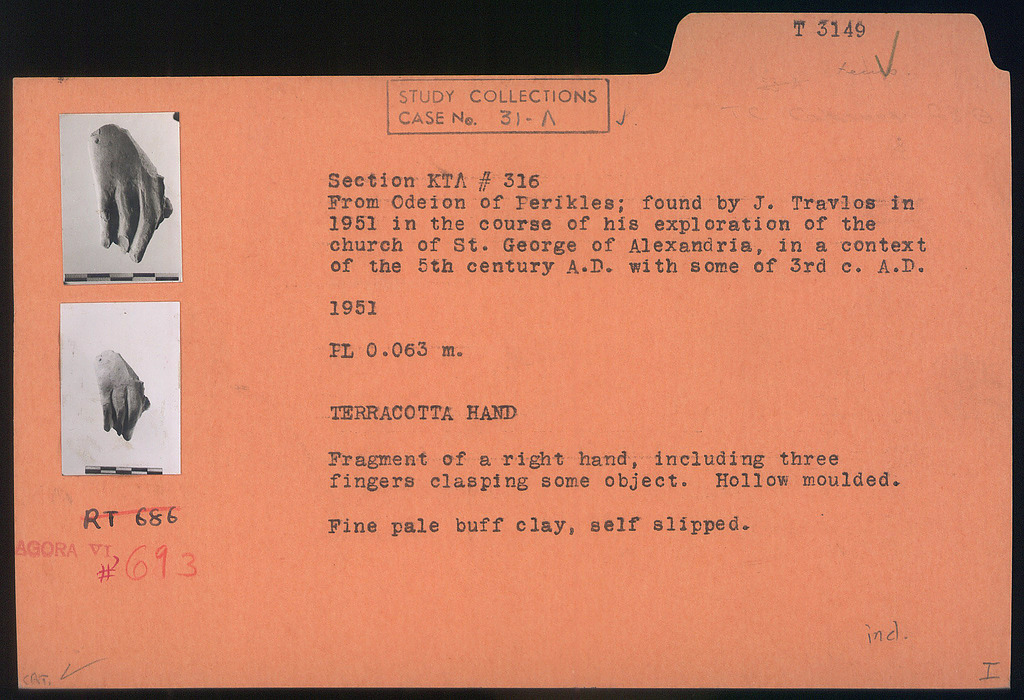 T 3149
STUDY COLLECTIONS
CASE No. 31-Λ
Section KTΛ # 316
From Odeion of Perikles; found by J. Travlos in
1951 in the course of his exploration of the
church of St. George of Alexandria, in a context
of the 5th century A.D. with some of 3rd c. A.D.
1951
PL 0.063 m.
TERRACOTTA HAND
Fragment of a right hand, including three
fingers clasping some object. Hollow moulded.
Fine pale buff clay, self slipped.
RT 686
AGORA VI
#693
ind.
CAT.
I